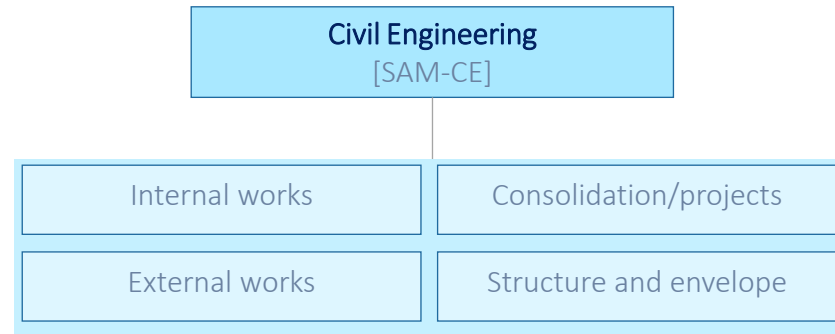 Civil Engineering
[SAM-CE]
Internal works
Consolidation/projects
External works
Structure and envelope